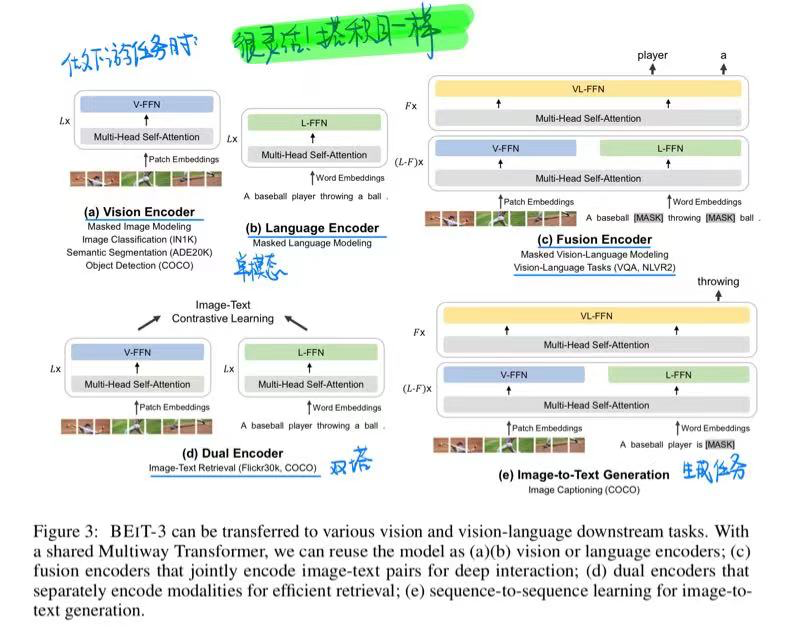 做下游任务时:
很灵活!搭积木一样
V-FFN
Lx
Multi-Head Self-Attention
Patch Embeddings
(a) Vision Encoder
Masked Image Modeling
Image Classification (IN1K)
Semantic Segmentation (ADE20K)
Object Detection (COCO)
L-FFN
Lx
Multi-Head Self-Attention
Word Embeddings
A baseball player throwing a ball .
(b) Language Encoder
Masked Language Modeling
单模态
player a
VL-FFN
Fx
Multi-Head Self-Attention
V-FFN L-FFN
(L-F)x
Multi-Head Self-Attention
Patch Embeddings Word Embeddings
A baseball [MASK] throwing [MASK] ball .
(c) Fusion Encoder
Masked Vision-Language Modeling
Vision-Language Tasks (VQA, NLVR2)
Image-Text
Contrastive Learning
V-FFN L-FFN
Lx Lx
Multi-Head Self-Attention Multi-Head Self-Attention
Patch Embeddings Word Embeddings
A baseball player throwing a ball .
(d) Dual Encoder
Image-Text Retrieval (Flickr30k, COCO)
双塔
throwing
VL-FFN
Fx
Multi-Head Self-Attention
V-FFN L-FFN
(L-F)x
Multi-Head Self-Attention
Patch Embeddings Word Embeddings
A baseball player is [MASK]
(e) Image-to-Text Generation
生成任务
Image Captioning (COCO)
Figure 3: BEIT-3 can be transferred to various vision and vision-language downstream tasks. With
a shared Multiway Transformer, we can reuse the model as (a)(b) vision or language encoders; (c)
fusion encoders that jointly encode image-text pairs for deep interaction; (d) dual encoders that
separately encode modalities for efficient retrieval; (e) sequence-to-sequence learning for image-to-
text generation.